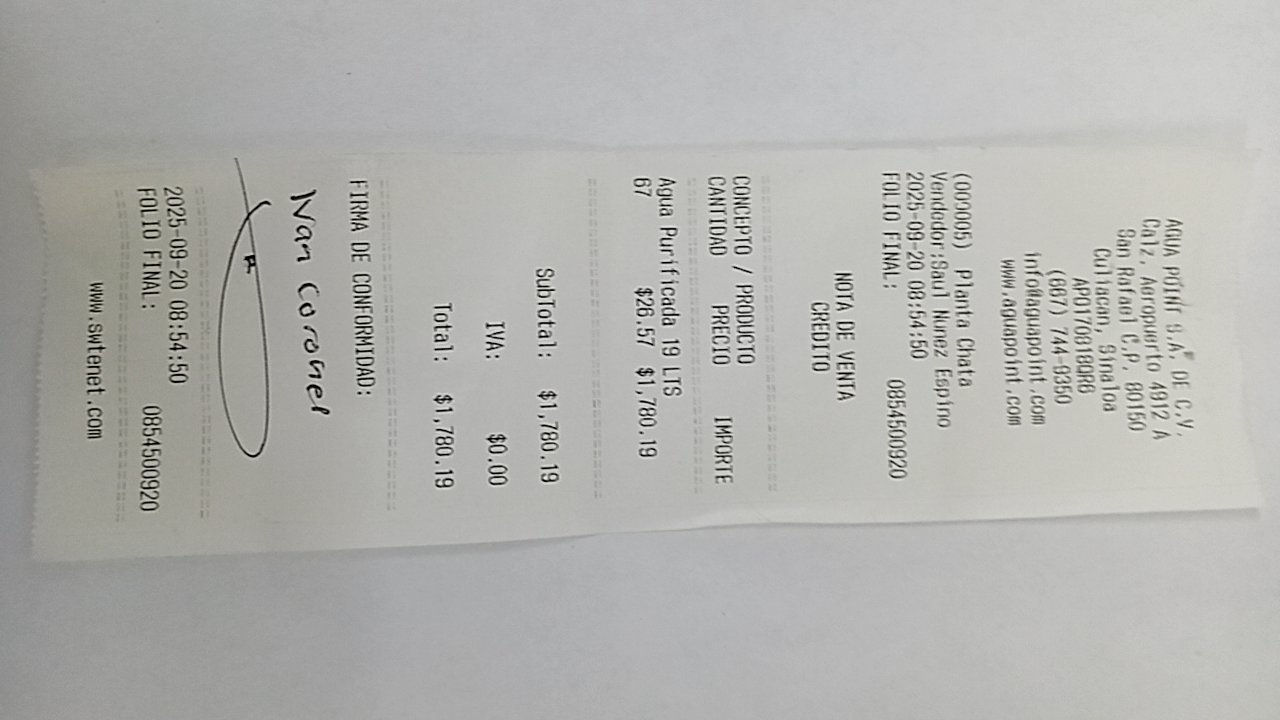 AGUA POINT S.A. DE C.V.
Calz. Aeropuerto 4912 A
San Rafael C.P. 80150
Culiacan, Sinaloa
APO170818QR6
(667) 744-9350
info@aguapoint.com
www.aguapoint.com
(009005) Planta Chata
Vendedor:Saul Nunez Espino
2025-09-20 08:54:50
FOLIO FINAL: 0854500920
NOTA DE VENTA
CREDITO
CONCEPTO / PRODUCTO
CANTIDAD PRECIO IMPORTE
Agua Purificada 19 LTS
67 $26.57 $1,780.19
SubTotal: $1,780.19
IVA: $0.00
Total: $1,780.19
FIRMA DE CONFORMIDAD:
Ivan Coronel
2025-09-20 08:54:50
FOLIO FINAL: 0854500920
www.swtenet.com